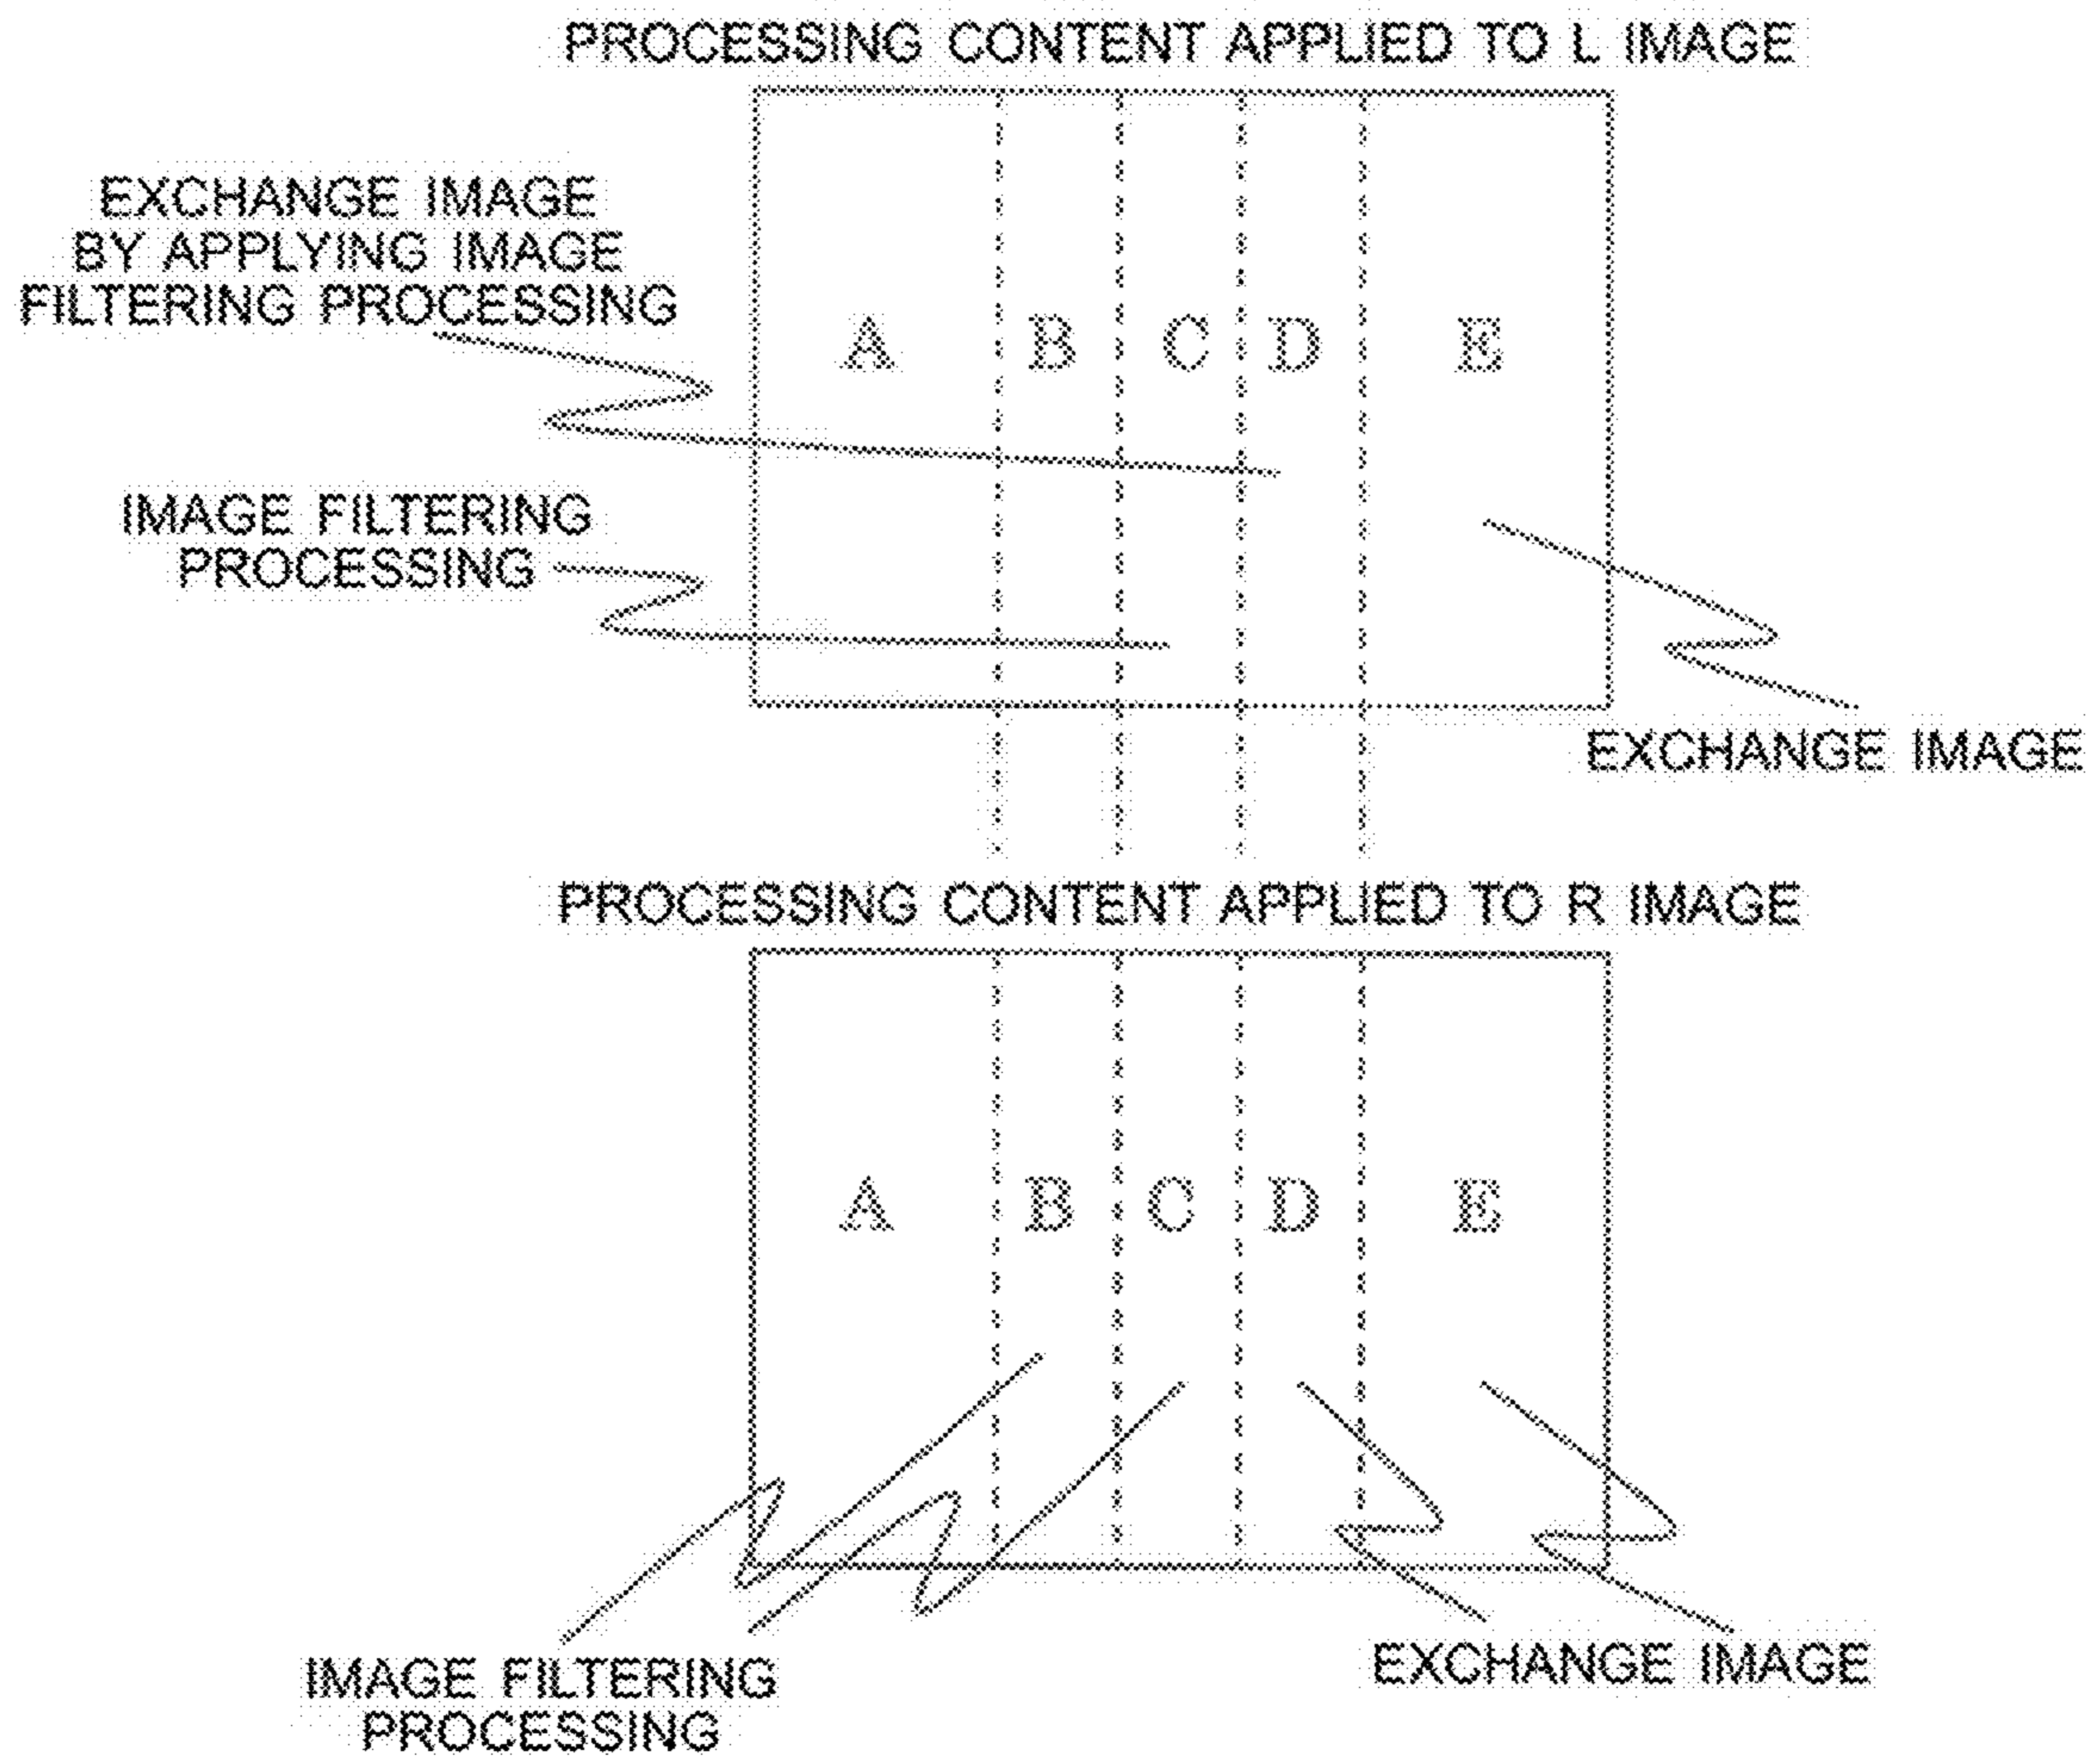 PROCESSING CONTENT APPLIED TO L IMAGE
EXCHANGE IMAGE
BY APPLYING IMAGE
FILTERING PROCESSING
A B C D E
IMAGE FILTERING
PROCESSING
EXCHANGE IMAGE
PROCESSING CONTENT APPLIED TO R IMAGE
A B C D E
IMAGE FILTERING
PROCESSING
EXCHANGE IMAGE